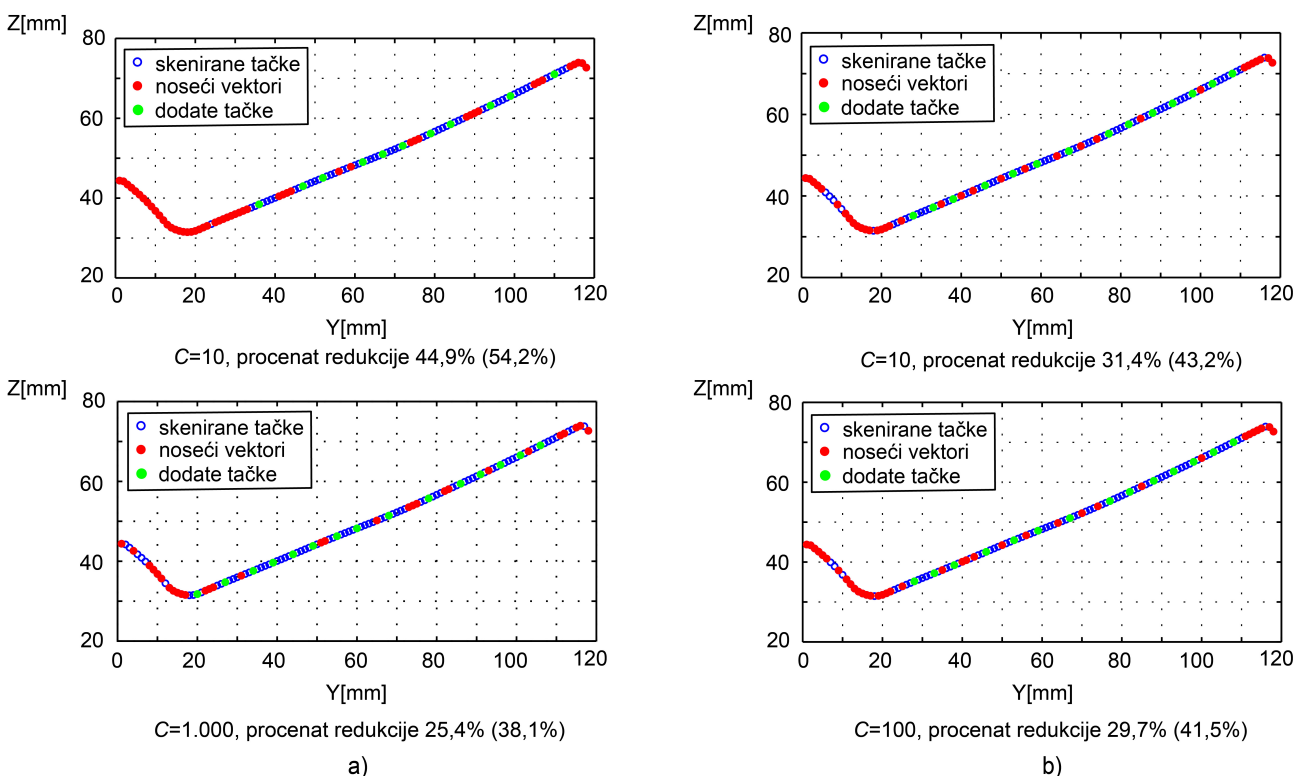 Z[mm]
80
60
40
20
skenirane tačke
noseći vektori
dodate tačke
0 20 40 60 80 100 120
Y[mm]
C=10, procenat redukcije 44,9% (54,2%)
Z[mm]
80
60
40
20
skenirane tačke
noseći vektori
dodate tačke
0 20 40 60 80 100 120
Y[mm]
C=10, procenat redukcije 31,4% (43,2%)
Z[mm]
80
60
40
20
skenirane tačke
noseći vektori
dodate tačke
0 20 40 60 80 100 120
Y[mm]
C=1.000, procenat redukcije 25,4% (38,1%)
a)
Z[mm]
80
60
40
20
skenirane tačke
noseći vektori
dodate tačke
0 20 40 60 80 100 120
Y[mm]
C=100, procenat redukcije 29,7% (41,5%)
b)